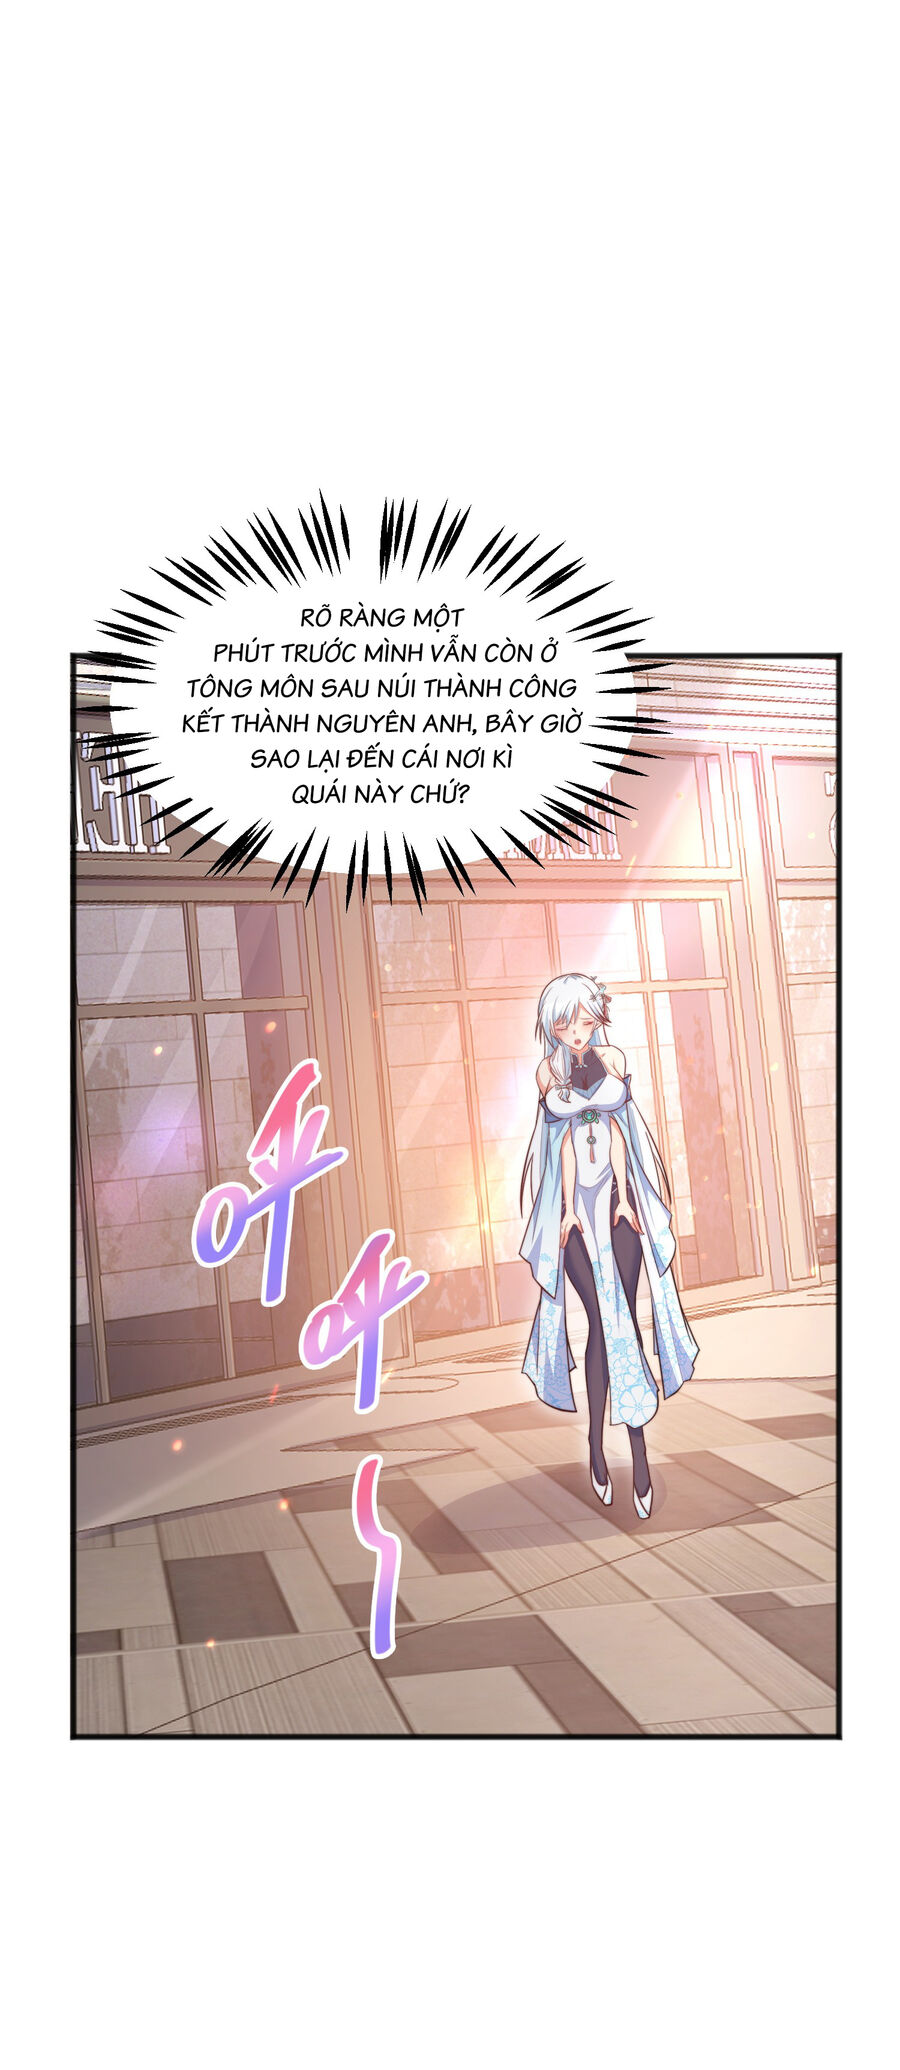 RÕ RÀNG MỘT
PHÚT TRƯỚC MÌNH VẪN CÒN Ở
TÔNG MÔN SAU NÚI THÀNH CÔNG
KẾT THÀNH NGUYÊN ANH, BÂY GIỜ
SAO LẠI ĐẾN CÁI NƠI KÌ
QUÁI NÀY CHỨ?
呼
呼
~